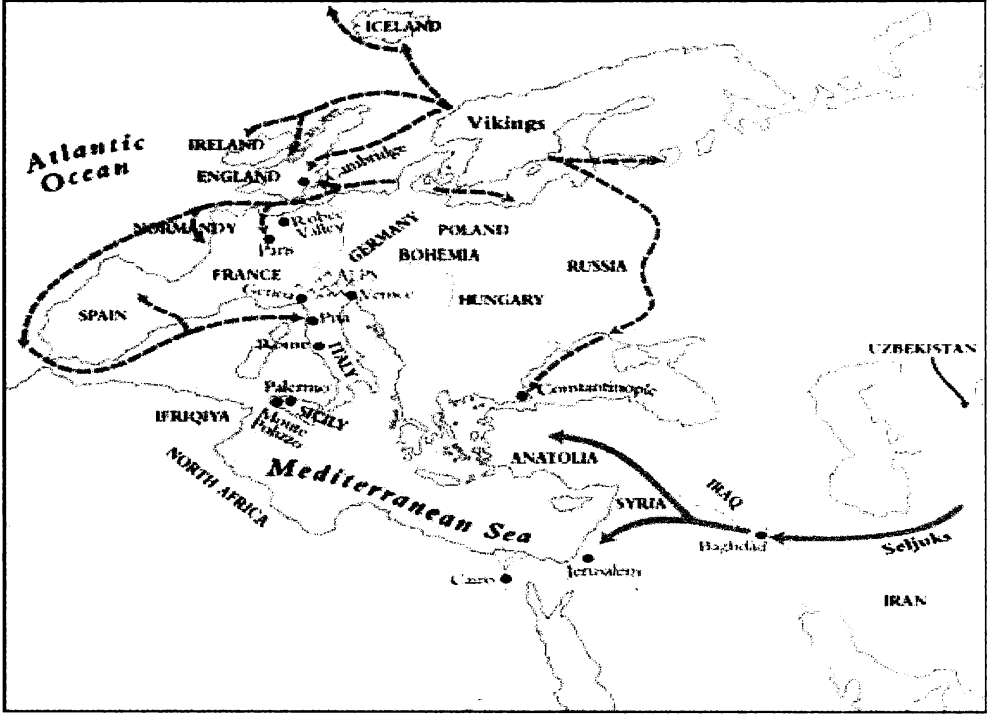 ICELAND
Vikings
Atlantic
Ocean
IRELAND
Cambridge
ENGLAND
NORMANDY
Valley
Paris
GERMANY
POLAND
BOHEMIA
RUSSIA
FRANCE
ALPS
Genoa
Venice
HUNGARY
SPAIN
Pisa
UZBEKISTAN
Rome
ITALY
Palermo
Constantinople
IFRIQIYA
SICILY
NORTH AFRICA
Mediterranean Sea
ANATOLIA
IRAQ
SYRIA
Baghdad
Seljuks
Jerusalem
Cairo
IRAN